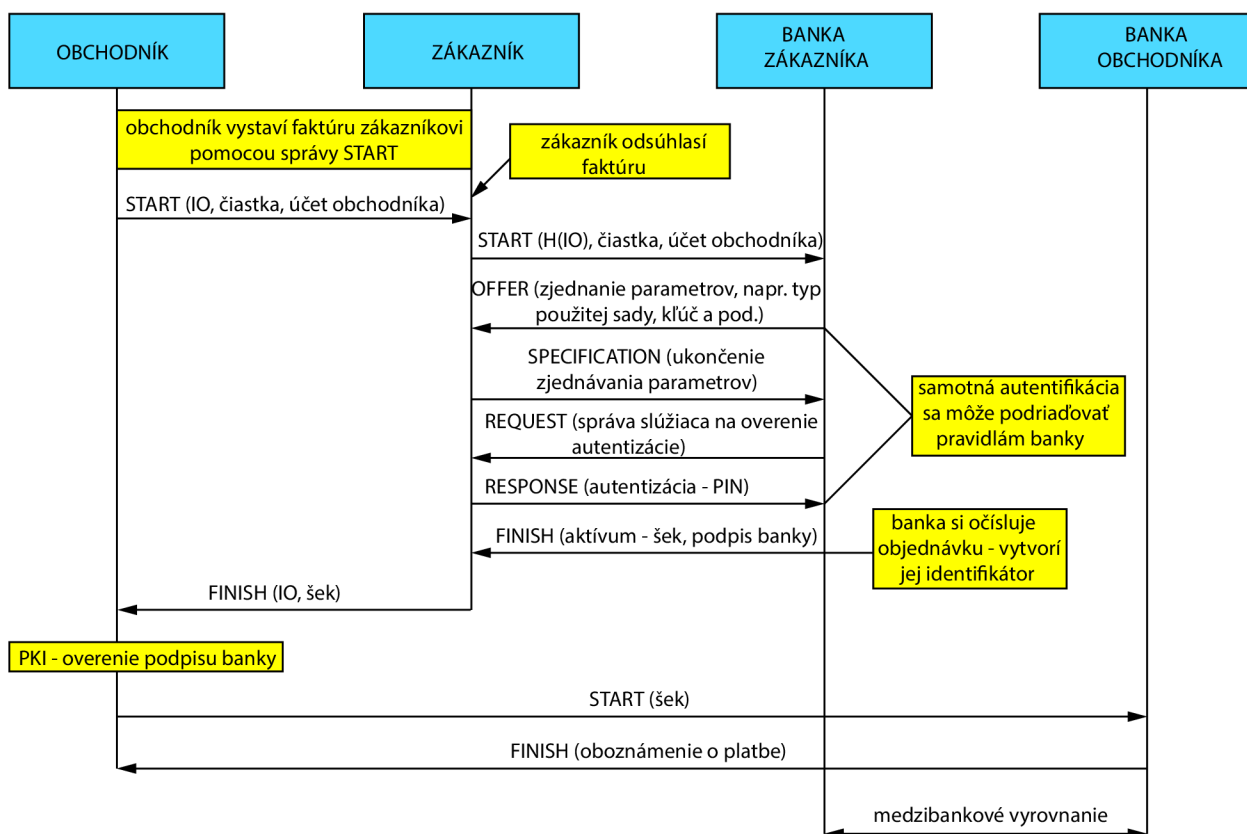 OBCHODNÍK
ZÁKAZNÍK
BANKA
ZÁKAZNÍKA
BANKA
OBCHODNÍKA
obchodník vystaví faktúru zákazníkovi
pomocou správy START
zákazník odsúhlasí
faktúru
START (IO, čiastka, účet obchodníka)
START (H(IO), čiastka, účet obchodníka)
OFFER (zjednanie parametrov, napr. typ
použitej sady, kľúč a pod.)
SPECIFICATION (ukončenie
zjednávania parametrov)
samotná autentifikácia
sa môže podriaďovať
pravidlám banky
REQUEST (správa slúžiaca na overenie
autentizácie)
RESPONSE (autentizácia - PIN)
banka si očísluje
objednávku - vytvorí
jej identifikátor
FINISH (aktívum - šek, podpis banky)
FINISH (IO, šek)
PKI - overenie podpisu banky
START (šek)
FINISH (oboznámenie o platbe)
medzibankové vyrovnanie